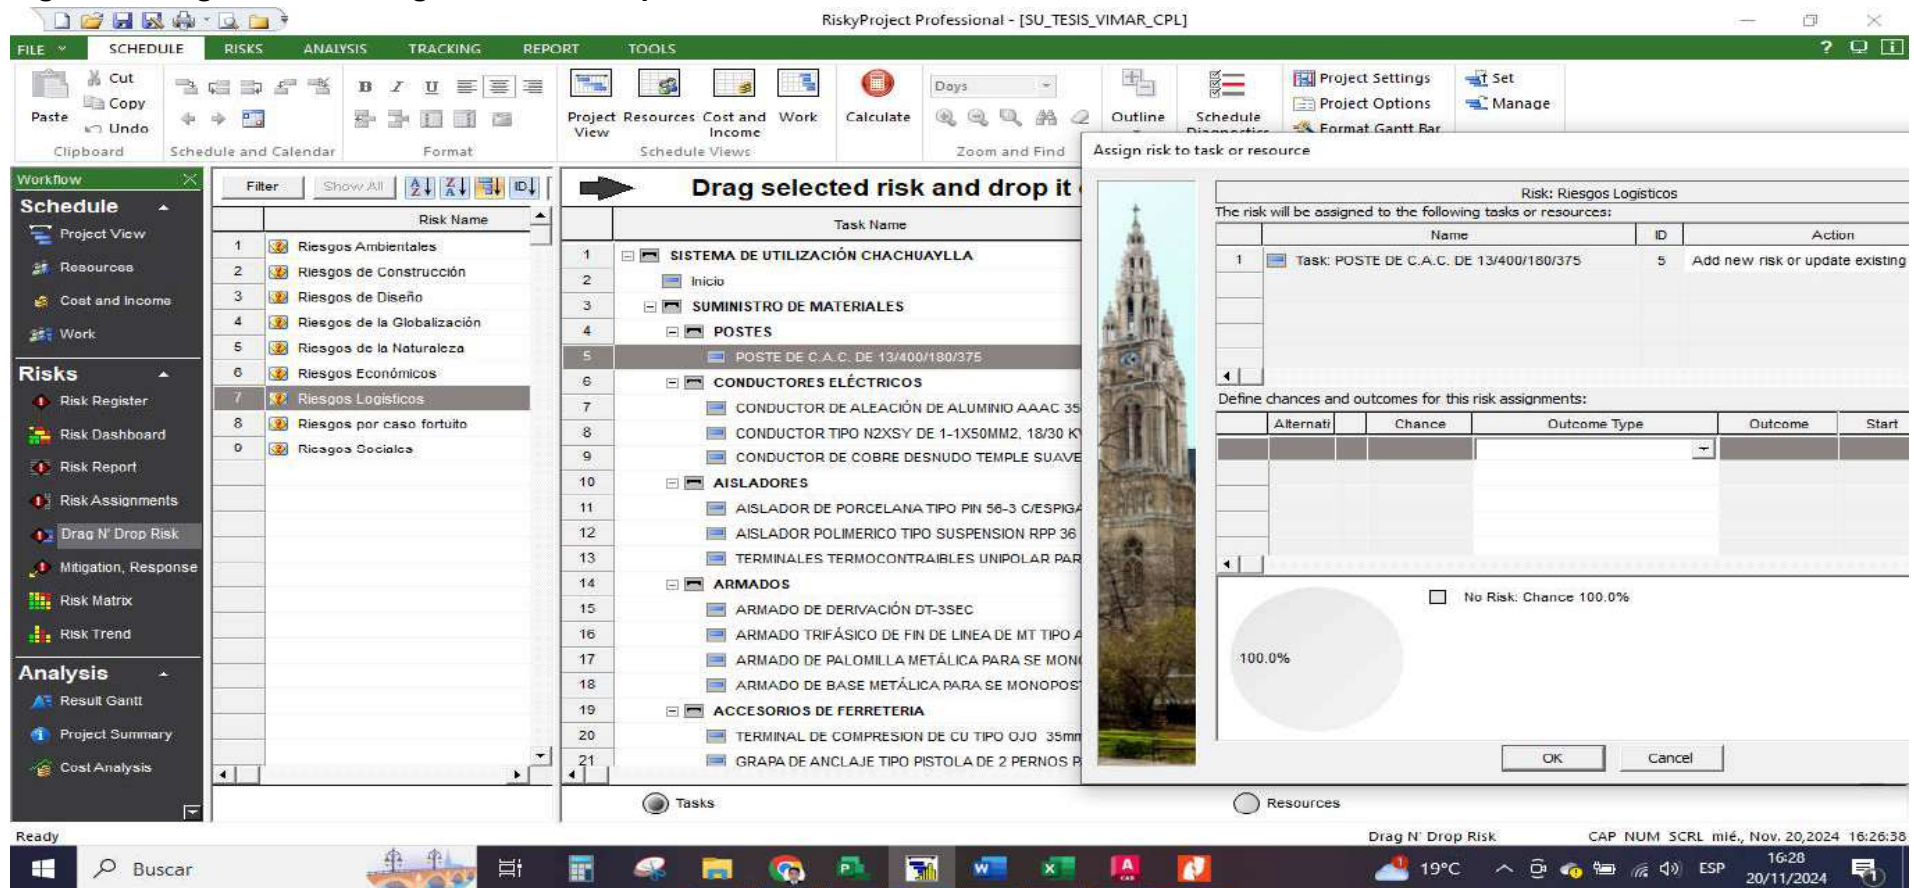 RiskyProject Professional - [SU_TESIS_VIMAR_CPL]
FILE SCHEDULE RISKS ANALYSIS TRACKING REPORT TOOLS ?
Cut
Copy
Paste
Undo
B I U
Project View
Resources
Cost and Income
Work
Calculate
Days
Outline
Schedule
Project Settings
Project Options
Format Gantt Bar
Set
Manage
Clipboard
Schedule and Calendar
Format
Schedule Views
Zoom and Find
Workflow
Schedule
Project View
Resources
Cost and Income
Work
Risks
Risk Register
Risk Dashboard
Risk Report
Risk Assignments
Drag N' Drop Risk
Mitigation, Response
Risk Matrix
Risk Trend
Analysis
Result Gantt
Project Summary
Cost Analysis
Filter Show All
Risk Name
1 Riesgos Ambientales
2 Riesgos de Construcción
3 Riesgos de Diseño
4 Riesgos de la Globalización
5 Riesgos de la Naturaleza
6 Riesgos Económicos
7 Riesgos Logísticos
8 Riesgos por caso fortuito
9 Riesgos Sociales
Drag selected risk and drop it
Task Name
1 SISTEMA DE UTILIZACIÓN CHACHUAYLLA
2 Inicio
3 SUMINISTRO DE MATERIALES
4 POSTES
5 POSTE DE C.A.C. DE 13/400/180/375
6 CONDUCTORES ELÉCTRICOS
7 CONDUCTOR DE ALEACIÓN DE ALUMINIO AAAC 35
8 CONDUCTOR TIPO N2XSY DE 1-1X50MM2, 18/30 KV
9 CONDUCTOR DE COBRE DESNUDO TEMPLE SUAVE
10 AISLADORES
11 AISLADOR DE PORCELANA TIPO PIN 56-3 C/ESPIGA
12 AISLADOR POLIMERICO TIPO SUSPENSION RPP 36
13 TERMINALES TERMOCONTRAIBLES UNIPOLAR PAR
14 ARMADOS
15 ARMADO DE DERIVACIÓN DT-3SEC
16 ARMADO TRIFÁSICO DE FIN DE LINEA DE MT TIPO A
17 ARMADO DE PALOMILLA METÁLICA PARA SE MON
18 ARMADO DE BASE METÁLICA PARA SE MONOPOS
19 ACCESORIOS DE FERRETERIA
20 TERMINAL DE COMPRESION DE CU TIPO OJO 35mm
21 GRAPA DE ANCLAJE TIPO PISTOLA DE 2 PERNOS P
Tasks Resources
Assign risk to task or resource
Risk: Riesgos Logísticos
The risk will be assigned to the following tasks or resources:
Name ID Action
1 Task: POSTE DE C.A.C. DE 13/400/180/375 5 Add new risk or update existing
Define chances and outcomes for this risk assignments:
Alternati Chance Outcome Type Outcome Start
No Risk: Chance 100.0%
100.0%
OK Cancel
Ready Drag N' Drop Risk CAP NUM SCRL mié., Nov. 20,2024 16:26:38
Buscar 19°C ESP 16:28
20/11/2024